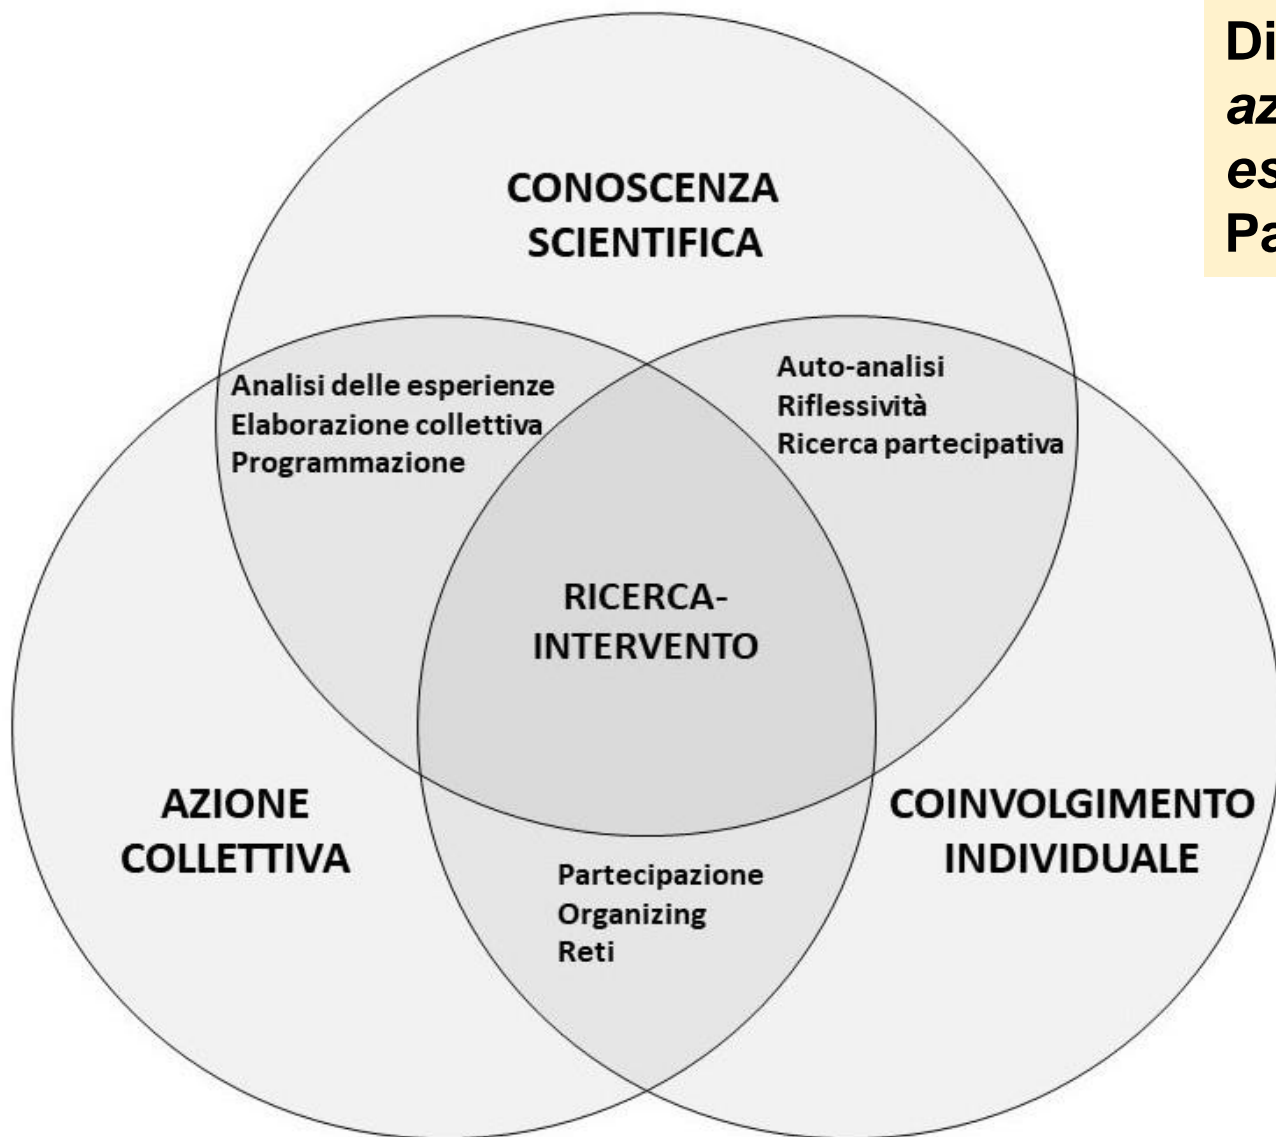 CONOSCENZA
SCIENTIFICA
Analisi delle esperienze
Elaborazione collettiva
Programmazione
Auto-analisi
Riflessività
Ricerca partecipativa
RICERCA-
INTERVENTO
AZIONE
COLLETTIVA
COINVOLGIMENTO
INDIVIDUALE
Partecipazione
Organizing
Reti